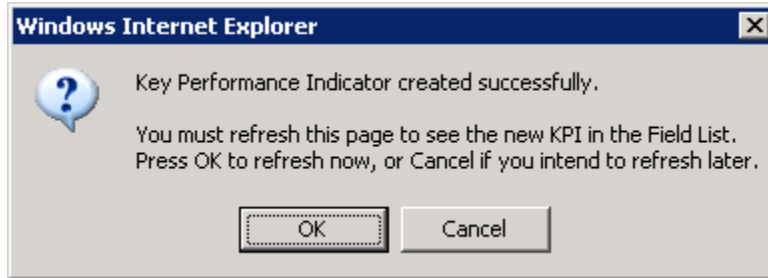 Windows Internet Explorer
Key Performance Indicator created successfully.
You must refresh this page to see the new KPI in the Field List.
Press OK to refresh now, or Cancel if you intend to refresh later.
OK
Cancel